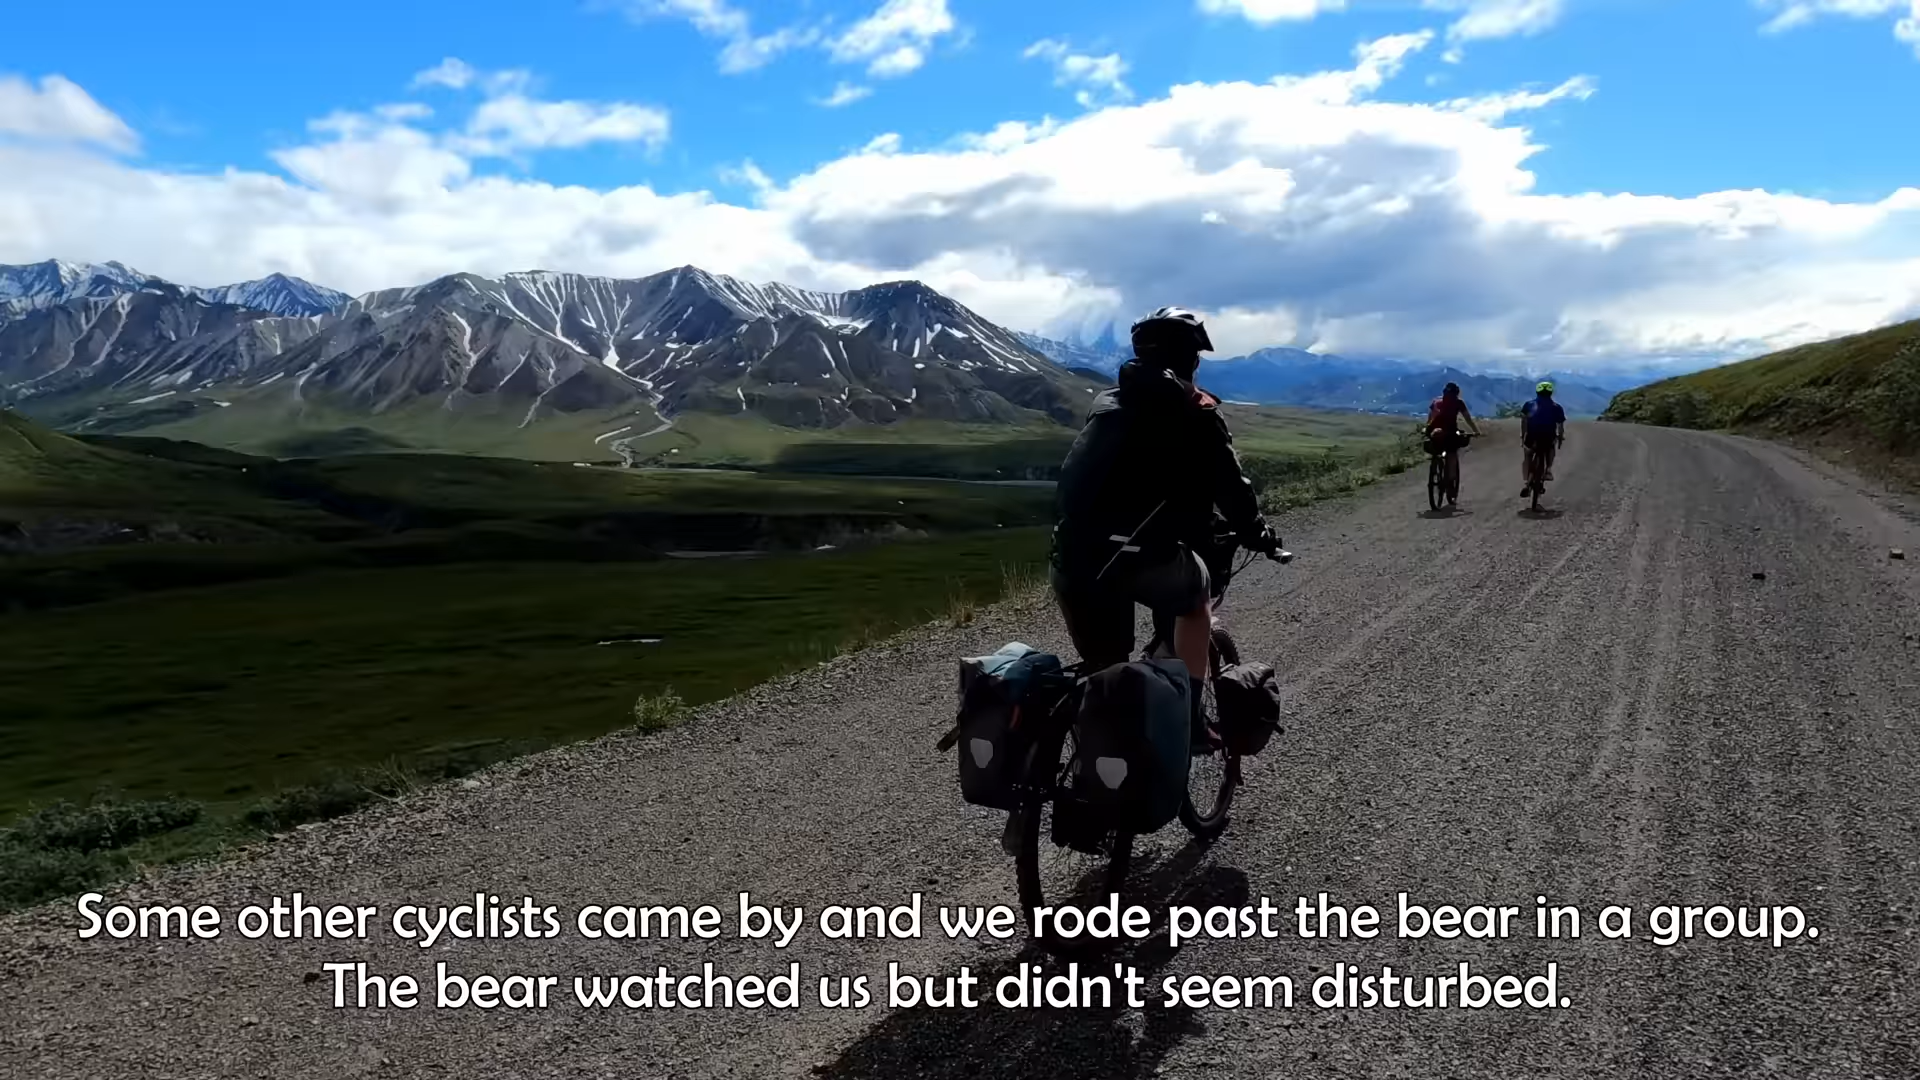 Some other cyclists came by and we rode past the bear in a group.
The bear watched us but didn't seem disturbed.